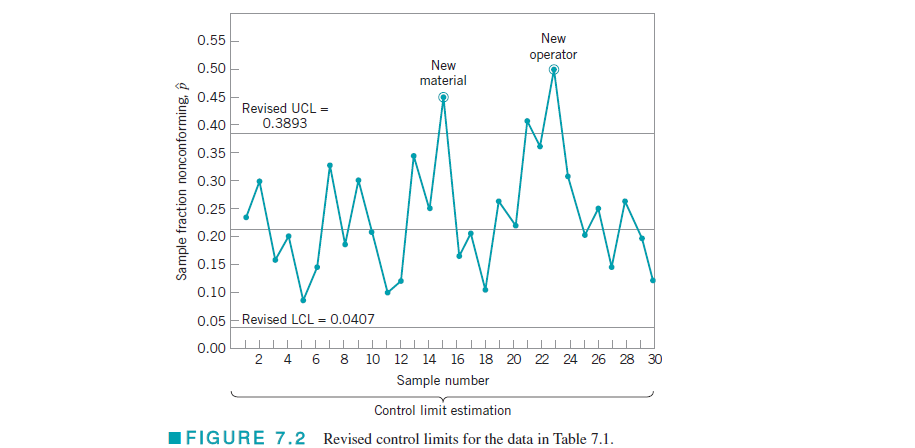 Sample fraction nonconforming, p̂
0.55
0.50
0.45
0.40
0.35
0.30
0.25
0.20
0.15
0.10
0.05
0.00
New
operator
New
material
Revised UCL =
0.3893
Revised LCL = 0.0407
2 4 6 8 10 12 14 16 18 20 22 24 26 28 30
Sample number
Control limit estimation
FIGURE 7.2 Revised control limits for the data in Table 7.1.